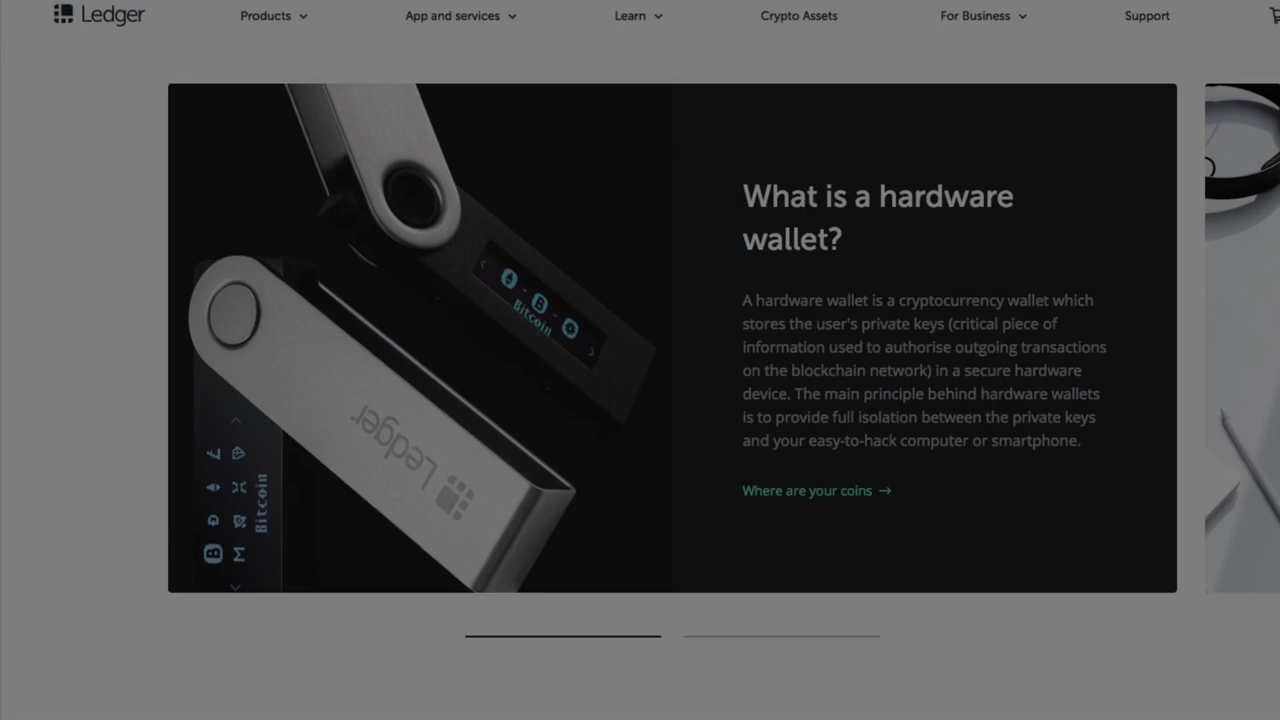 Ledger
Products
App and services
Learn
Crypto Assets
For Business
Support
What is a hardware
wallet?
A hardware wallet is a cryptocurrency wallet which
stores the user's private keys (critical piece of
information used to authorise outgoing transactions
on the blockchain network) in a secure hardware
device. The main principle behind hardware wallets
is to provide full isolation between the private keys
and your easy-to-hack computer or smartphone.
Where are your coins →
Bitcoin
Ledger
Bitcoin